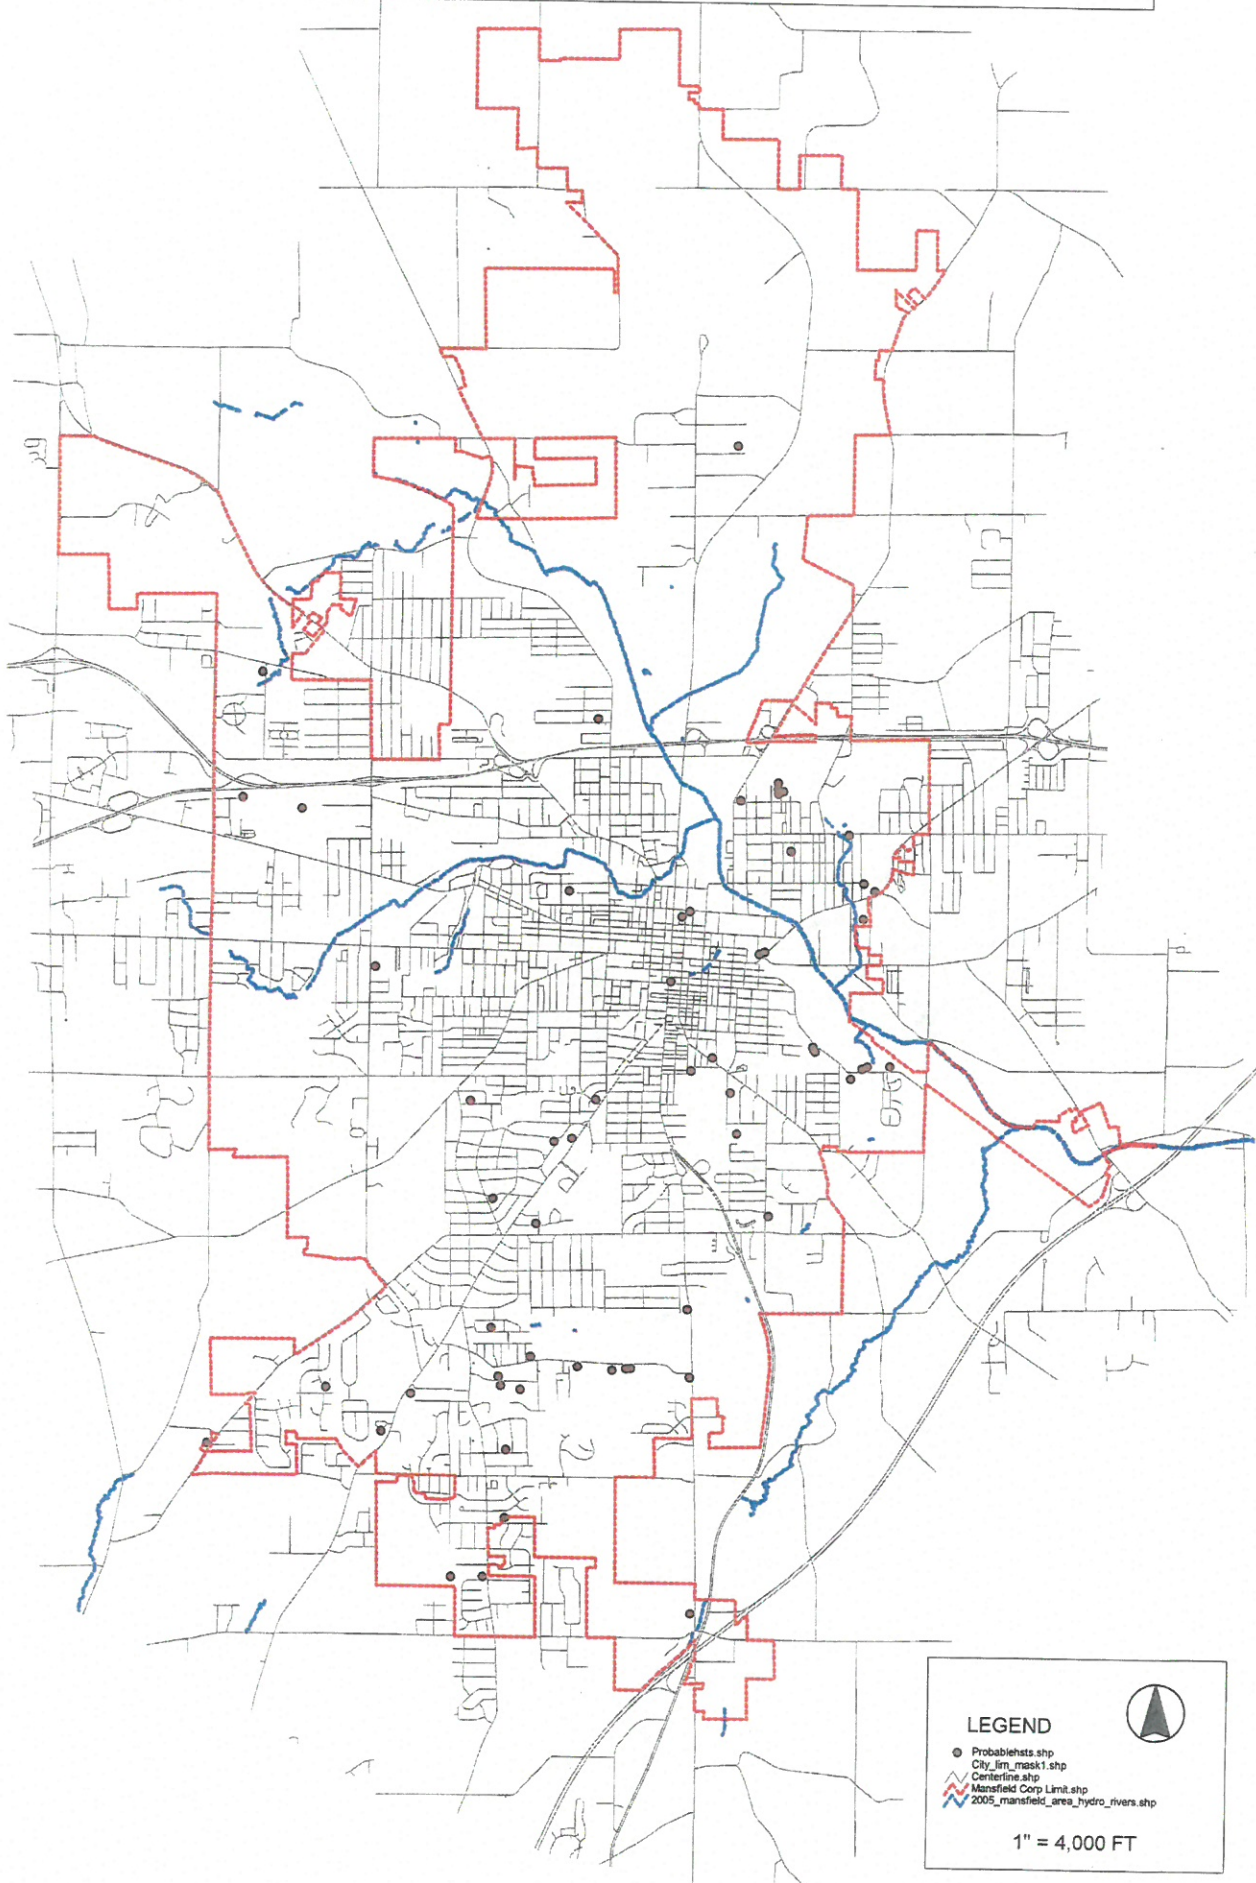 LEGEND
Probablehsts.shp
City_lim_mask1.shp
Centerline.shp
Mansfield Corp Limit.shp
2005_mansfield_area_hydro_rivers.shp
1" = 4,000 FT